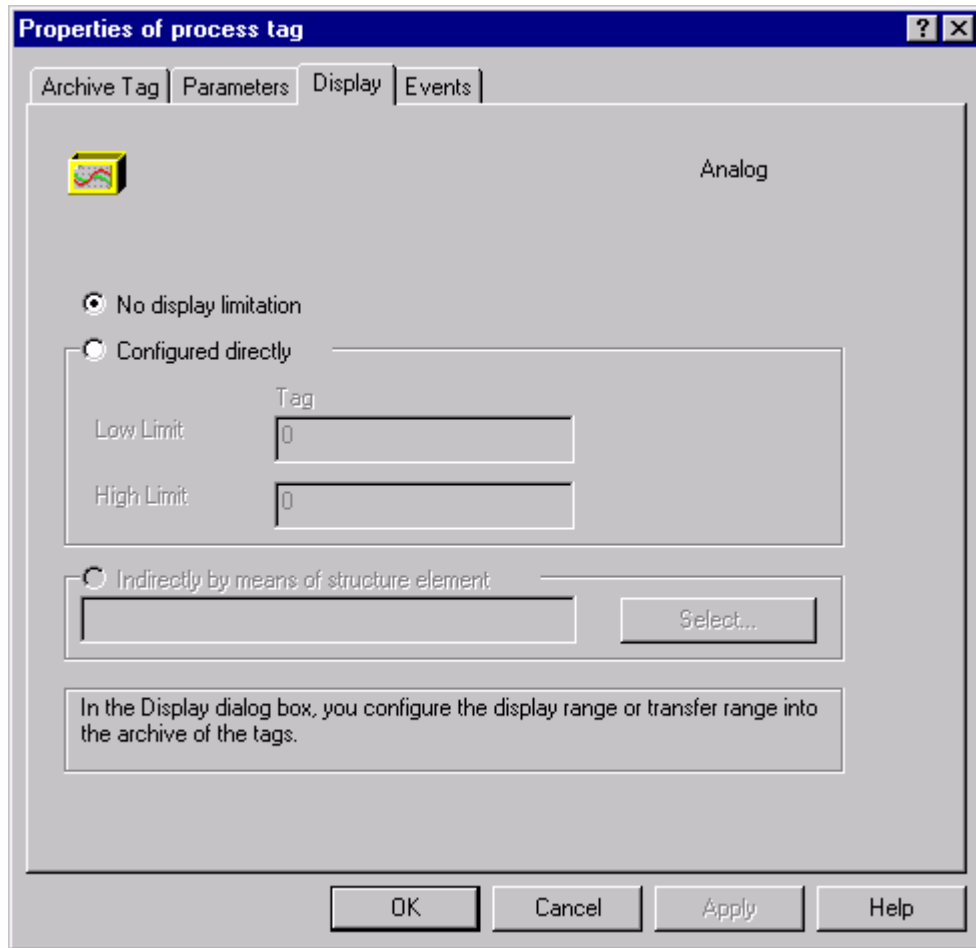 Properties of process tag
Archive Tag Parameters Display Events
Analog
No display limitation
Configured directly
Tag
Low Limit 0
High Limit 0
Indirectly by means of structure element
Select...
In the Display dialog box, you configure the display range or transfer range into
the archive of the tags.
OK Cancel Apply Help